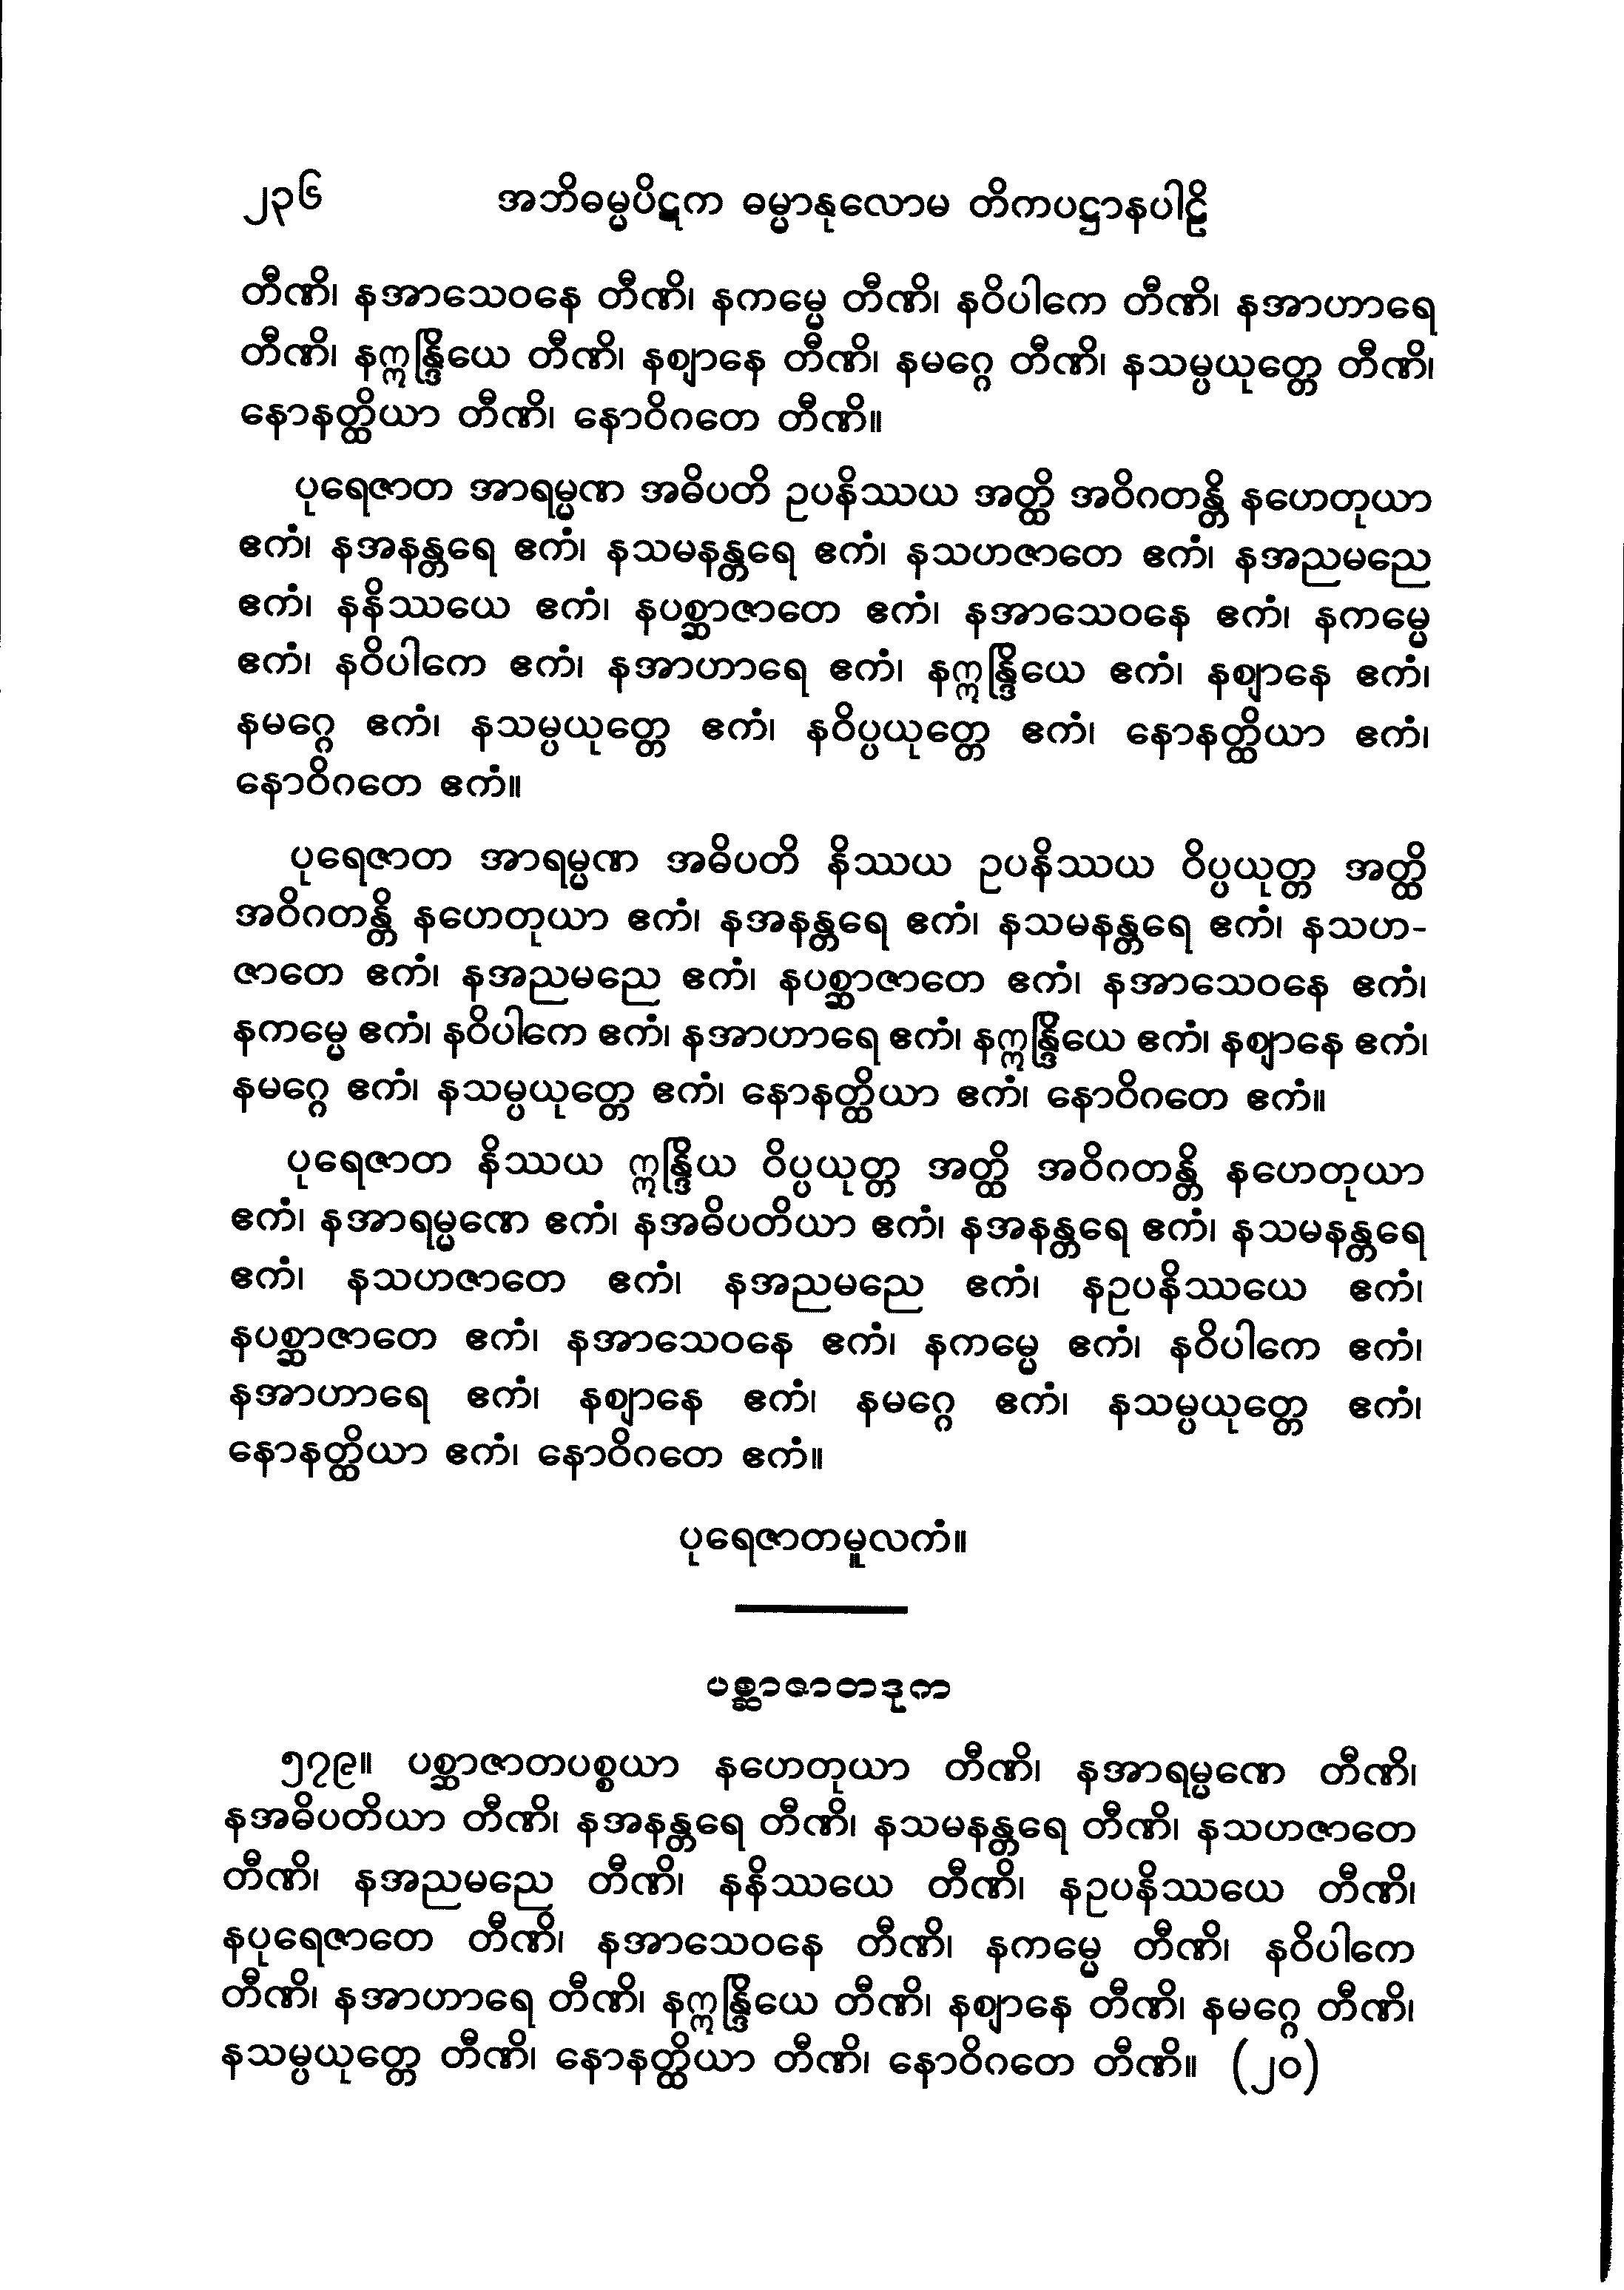 ၂၃၆ အဘိဓမ္မပိဋက ဓမ္မာနုလောမ တိကပဋ္ဌာနပါဠိ
တီဏိ၊ နအာသေဝနေ တီဏိ၊ နကမ္မေ တီဏိ၊ နဝိပါကေ တီဏိ၊ နအာဟာရေ
တီဏိ၊ နဣန္ဒြိယေ တီဏိ၊ နဈာနေ တီဏိ၊ နမဂ္ဂေ တီဏိ၊ နသမ္ပယုတ္တေ တီဏိ၊
နောနတ္ထိယာ တီဏိ၊ နောဝိဂတေ တီဏိ။
ပုရေဇာတ အာရမ္မဏ အဓိပတိ ဥပနိဿယ အတ္ထိ အဝိဂတန္တိ နဟေတုယာ
ဧကံ၊ နအနန္တရေ ဧကံ၊ နသမနန္တရေ ဧကံ၊ နသဟဇာတေ ဧကံ၊ နအညမညေ
ဧကံ၊ နနိဿယေ ဧကံ၊ နပစ္ဆာဇာတေ ဧကံ၊ နအာသေဝနေ ဧကံ၊ နကမ္မေ
ဧကံ၊ နဝိပါကေ ဧကံ၊ နအာဟာရေ ဧကံ၊ နဣန္ဒြိယေ ဧကံ၊ နဈာနေ ဧကံ၊
နမဂ္ဂေ ဧကံ၊ နသမ္ပယုတ္တေ ဧကံ၊ နဝိပ္ပယုတ္တေ ဧကံ၊ နောနတ္ထိယာ ဧကံ၊
နောဝိဂတေ ဧကံ။
ပုရေဇာတ အာရမ္မဏ အဓိပတိ နိဿယ ဥပနိဿယ ဝိပ္ပယုတ္တ အတ္ထိ
အဝိဂတန္တိ နဟေတုယာ ဧကံ၊ နအနန္တရေ ဧကံ၊ နသမနန္တရေ ဧကံ၊ နသဟ-
ဇာတေ ဧကံ၊ နအညမညေ ဧကံ၊ နပစ္ဆာဇာတေ ဧကံ၊ နအာသေဝနေ ဧကံ၊
နကမ္မေ ဧကံ၊ နဝိပါကေ ဧကံ၊ နအာဟာရေ ဧကံ၊ နဣန္ဒြိယေ ဧကံ၊ နဈာနေ ဧကံ၊
နမဂ္ဂေ ဧကံ၊ နသမ္ပယုတ္တေ ဧကံ၊ နောနတ္ထိယာ ဧကံ၊ နောဝိဂတေ ဧကံ။
ပုရေဇာတ နိဿယ ဣန္ဒြိယ ဝိပ္ပယုတ္တ အတ္ထိ အဝိဂတန္တိ နဟေတုယာ
ဧကံ၊ နအာရမ္မဏေ ဧကံ၊ နအဓိပတိယာ ဧကံ၊ နအနန္တရေ ဧကံ၊ နသမနန္တရေ
ဧကံ၊ နသဟဇာတေ ဧကံ၊ နအညမညေ ဧကံ၊ နဥပနိဿယေ ဧကံ၊
နပစ္ဆာဇာတေ ဧကံ၊ နအာသေဝနေ ဧကံ၊ နကမ္မေ ဧကံ၊ နဝိပါကေ ဧကံ၊
နအာဟာရေ ဧကံ၊ နဈာနေ ဧကံ၊ နမဂ္ဂေ ဧကံ၊ နသမ္ပယုတ္တေ ဧကံ၊
နောနတ္ထိယာ ဧကံ၊ နောဝိဂတေ ဧကံ။
ပုရေဇာတမူလကံ။
ပစ္ဆာဇာတဒုက
၅၇၉။ ပစ္ဆာဇာတပစ္စယာ နဟေတုယာ တီဏိ၊ နအာရမ္မဏေ တီဏိ၊
နအဓိပတိယာ တီဏိ၊ နအနန္တရေ တီဏိ၊ နသမနန္တရေ တီဏိ၊ နသဟဇာတေ
တီဏိ၊ နအညမညေ တီဏိ၊ နနိဿယေ တီဏိ၊ နဥပနိဿယေ တီဏိ၊
နပုရေဇာတေ တီဏိ၊ နအာသေဝနေ တီဏိ၊ နကမ္မေ တီဏိ၊ နဝိပါကေ
တီဏိ၊ နအာဟာရေ တီဏိ၊ နဣန္ဒြိယေ တီဏိ၊ နဈာနေ တီဏိ၊ နမဂ္ဂေ တီဏိ၊
နသမ္ပယုတ္တေ တီဏိ၊ နောနတ္ထိယာ တီဏိ၊ နောဝိဂတေ တီဏိ။ (၂၀)